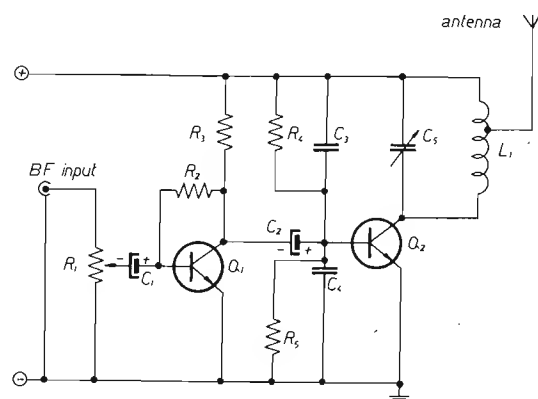 antenna
+
R3
R4
C3
C5
L1
R2
BF input
C2
- +
Q2
R1
- +
C1
Q1
C4
R5
-